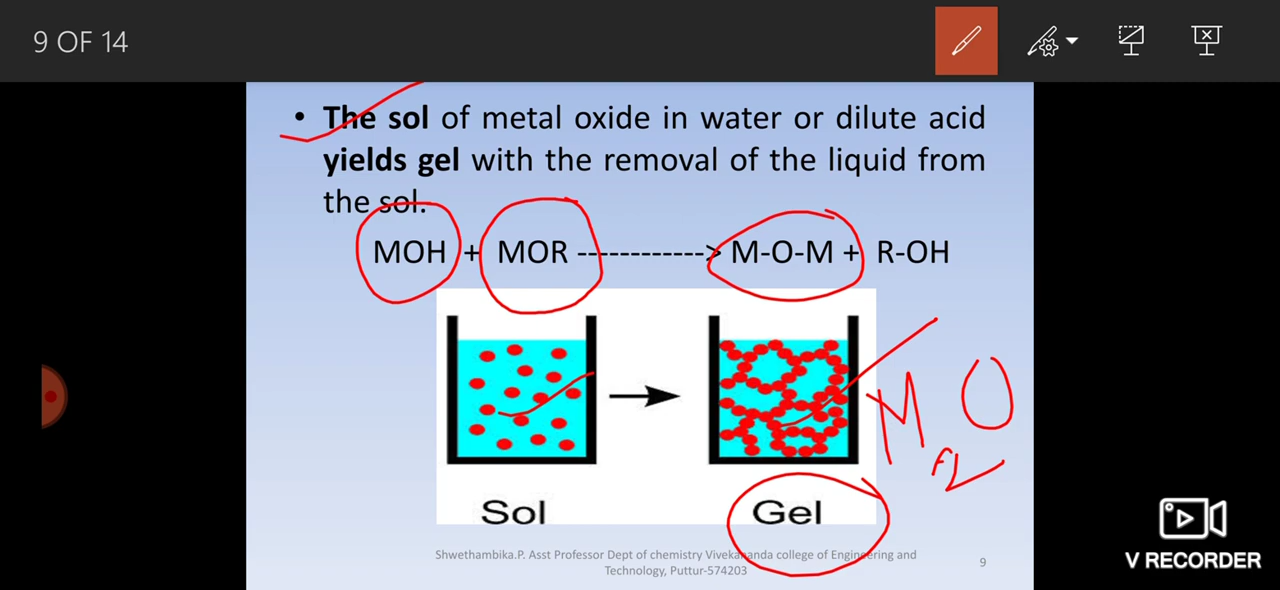 9 OF 14
• The sol of metal oxide in water or dilute acid
yields gel with the removal of the liquid from
the sol.
MOH + MOR ------------> M-O-M + R-OH
M2O
Sol
Gel
Shwethambika.P. Asst Professor Dept of chemistry Vivekananda college of Engineering and
Technology, Puttur-574203
9
V RECORDER